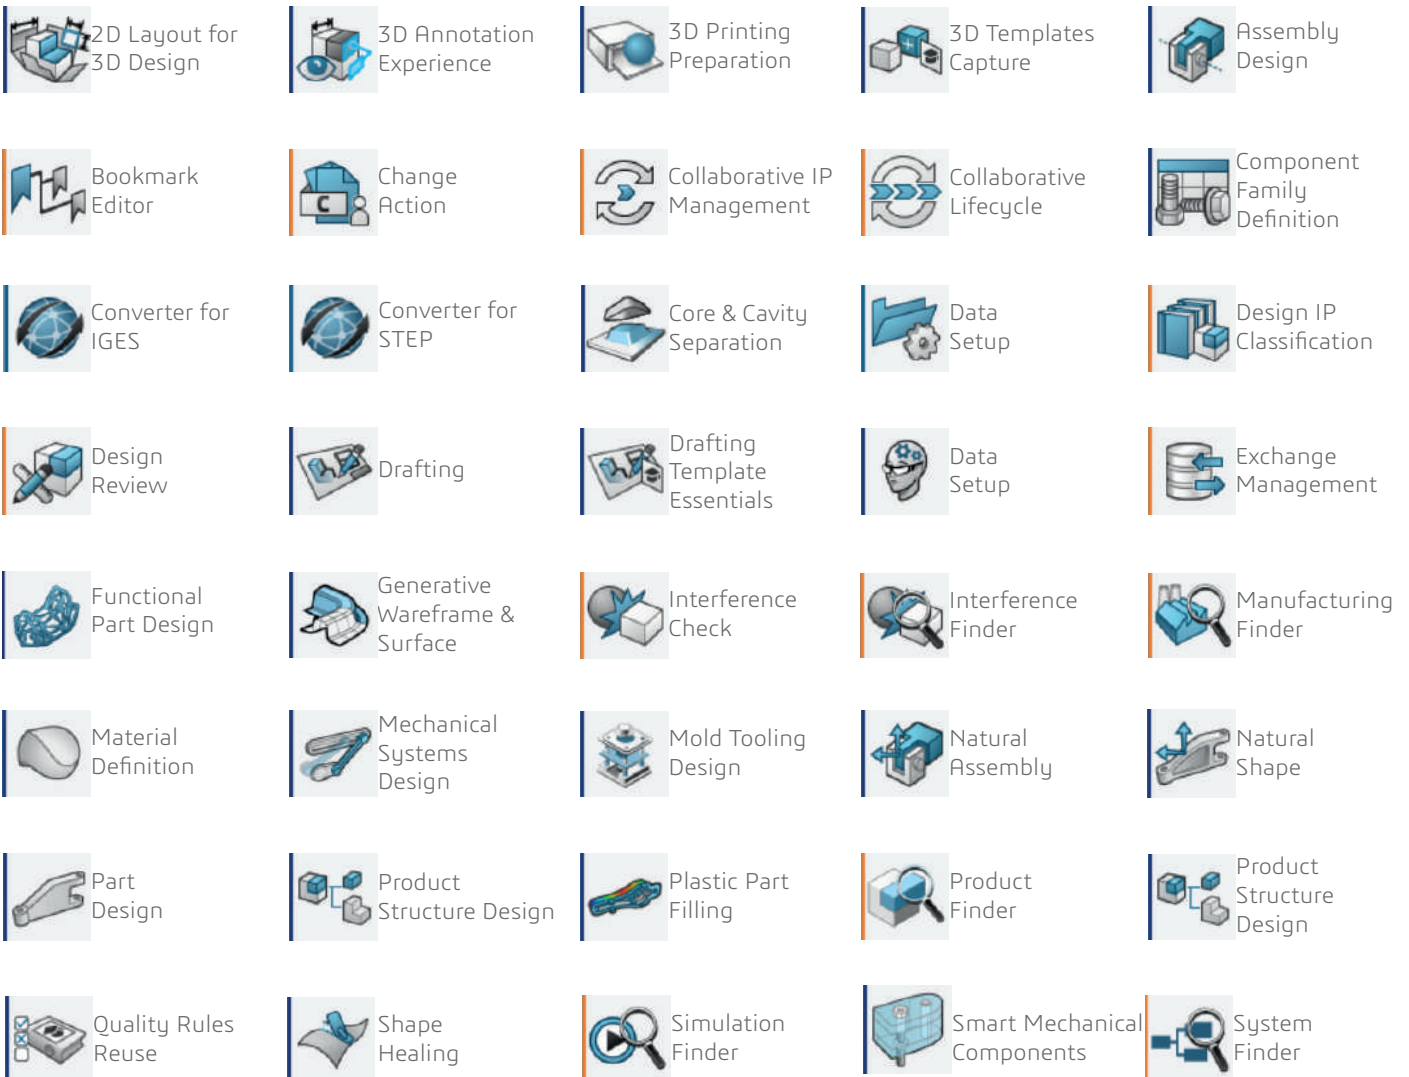 2D Layout for
3D Design
3D Annotation
Experience
3D Printing
Preparation
3D Templates
Capture
Assembly
Design
Bookmark
Editor
C
Change
Action
Collaborative IP
Management
Collaborative
Lifecycle
Component
Family
Definition
Converter for
IGES
Converter for
STEP
Core & Cavity
Separation
Data
Setup
Design IP
Classification
Design
Review
Drafting
Drafting
Template
Essentials
Data
Setup
Exchange
Management
Functional
Part Design
Generative
Wareframe &
Surface
Interference
Check
Interference
Finder
Manufacturing
Finder
Material
Definition
Mechanical
Systems
Design
Mold Tooling
Design
Natural
Assembly
Natural
Shape
Part
Design
Product
Structure Design
Plastic Part
Filling
Product
Finder
Product
Structure
Design
Quality Rules
Reuse
Shape
Healing
Simulation
Finder
Smart Mechanical
Components
System
Finder